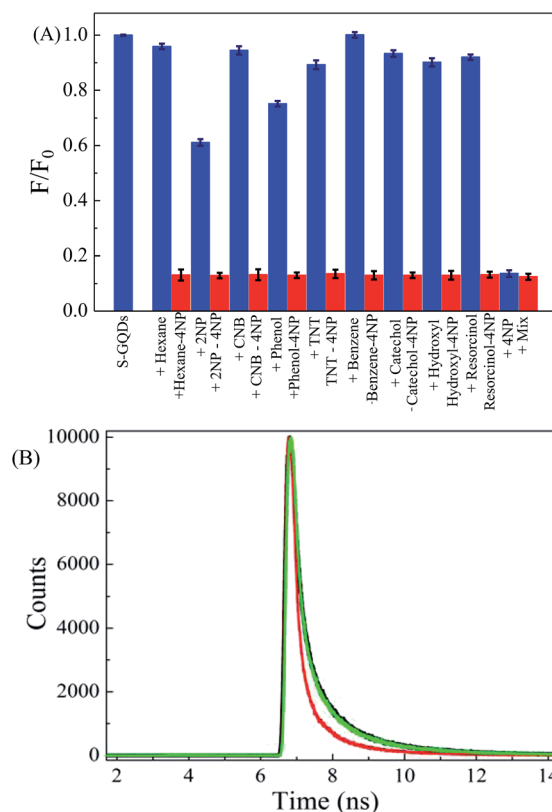 (A)
F/F0
1.0
0.8
0.6
0.4
0.2
0.0
S-GQDs
+ Hexane
+Hexane-4NP
+ 2NP
+ 2NP - 4NP
+ CNB
+ CNB - 4NP
+ Phenol
+Phenol-4NP
+ TNT
TNT - 4NP
+ Benzene
-Benzene-4NP
+ Catechol
-Catechol-4NP
+ Hydroxyl
Hydroxyl-4NP
+ Resorcinol
Resorcinol-4NP
+ 4NP
+ Mix
(B)
Counts
10000
8000
6000
4000
2000
0
2 4 6 8 10 12 14
Time (ns)